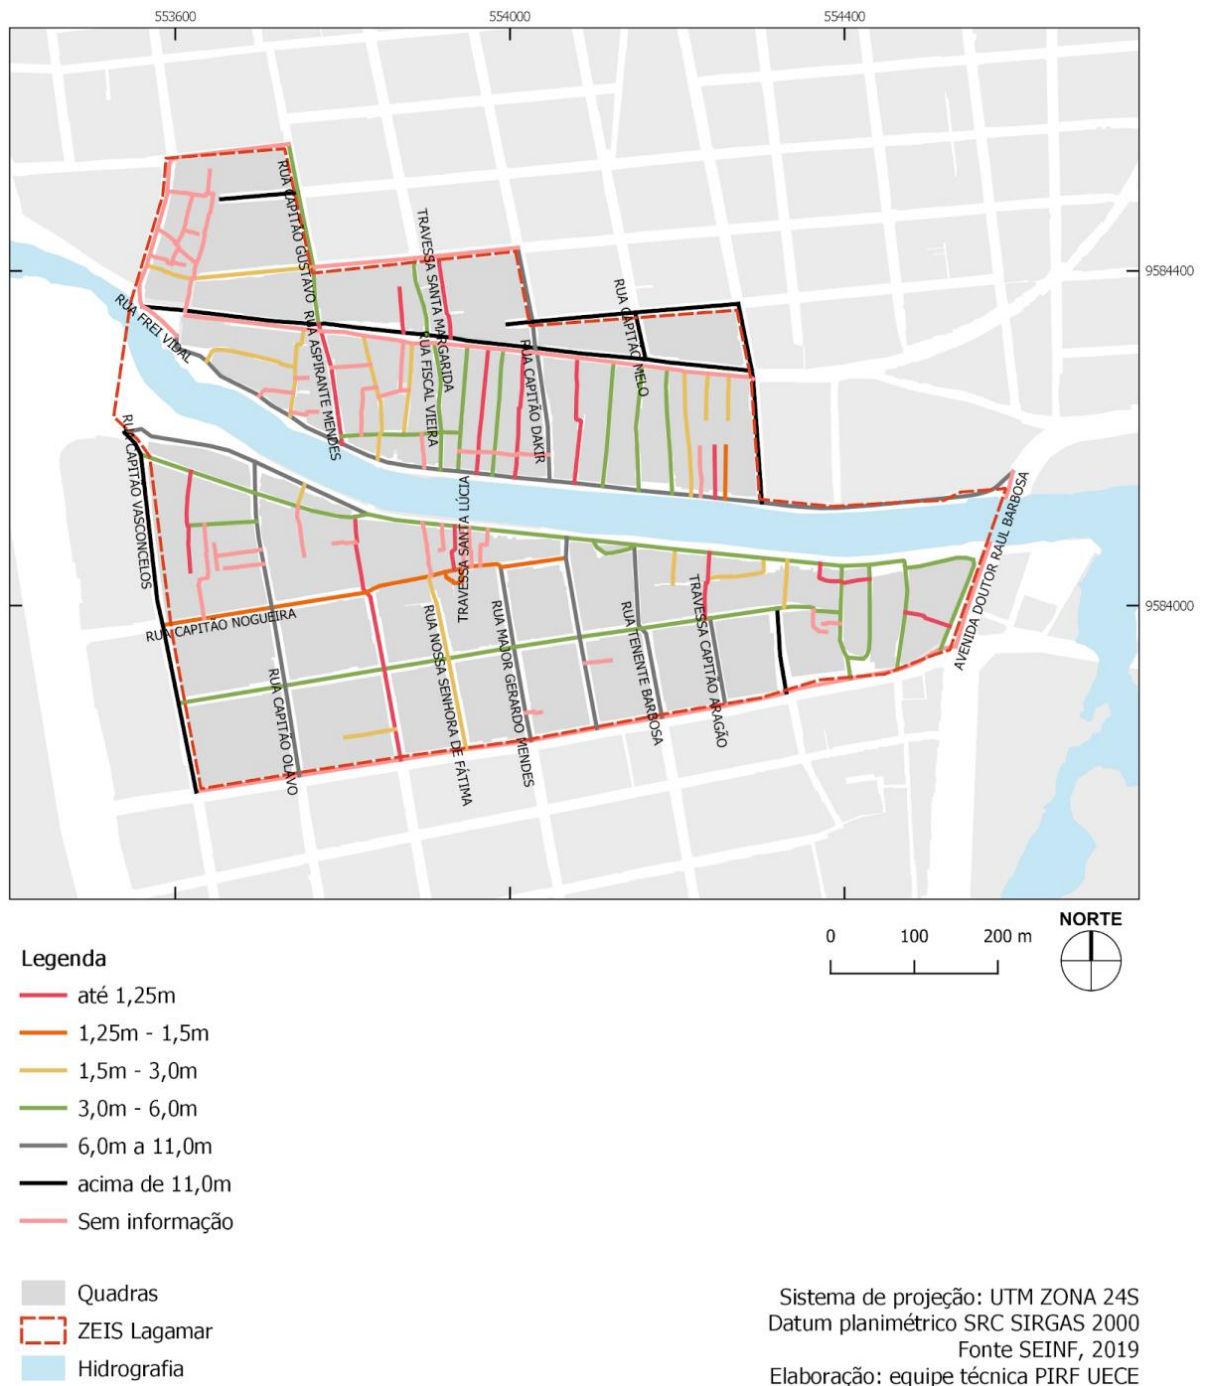 553600
554000
554400
9584400
9584000
RUA CAPITÃO GUSTAVO
TRAVESSA SANTA MARGARIDA
RUA CAPITÃO MELO
RUA FREI VIDAL
RUA ASPIRANTE MENDES
RUA FISCAL VIEIRA
RUA CAPITÃO DAKIR
RUA CAPITÃO VASCONCELOS
TRAVESSA SANTA LÚCIA
AVENIDA DOUTOR RAUL BARBOSA
RUA CAPITÃO NOGUEIRA
RUA CAPITÃO OLAVO
RUA NOSSA SENHORA DE FÁTIMA
RUA MAJOR GERARDO MENDES
RUA TENENTE BARBOSA
TRAVESSA CAPITÃO ARAGÃO
NORTE
0 100 200 m
Legenda
até 1,25m
1,25m - 1,5m
1,5m - 3,0m
3,0m - 6,0m
6,0m a 11,0m
acima de 11,0m
Sem informação
Quadras
ZEIS Lagamar
Hidrografia
Sistema de projeção: UTM ZONA 24S
Datum planimétrico SRC SIRGAS 2000
Fonte SEINF, 2019
Elaboração: equipe técnica PIRF UECE